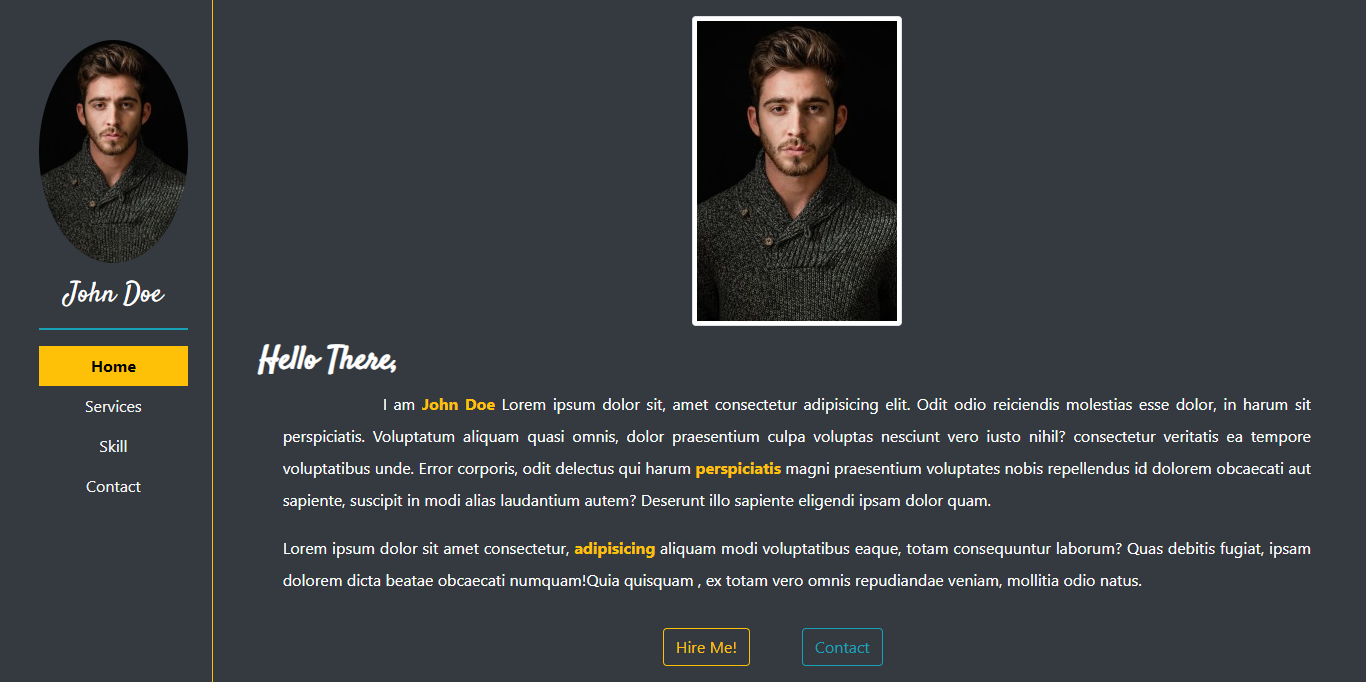 John Doe
Home
Services
Skill
Contact
Hello There,
I am John Doe Lorem ipsum dolor sit, amet consectetur adipisicing elit. Odit odio reiciendis molestias esse dolor, in harum sit
perspiciatis. Voluptatum aliquam quasi omnis, dolor praesentium culpa voluptas nesciunt vero iusto nihil? consectetur veritatis ea tempore
voluptatibus unde. Error corporis, odit delectus qui harum perspiciatis magni praesentium voluptates nobis repellendus id dolorem obcaecati aut
sapiente, suscipit in modi alias laudantium autem? Deserunt illo sapiente eligendi ipsam dolor quam.
Lorem ipsum dolor sit amet consectetur, adipisicing aliquam modi voluptatibus eaque, totam consequuntur laborum? Quas debitis fugiat, ipsam
dolorem dicta beatae obcaecati numquam!Quia quisquam , ex totam vero omnis repudiandae veniam, mollitia odio natus.
Hire Me!
Contact